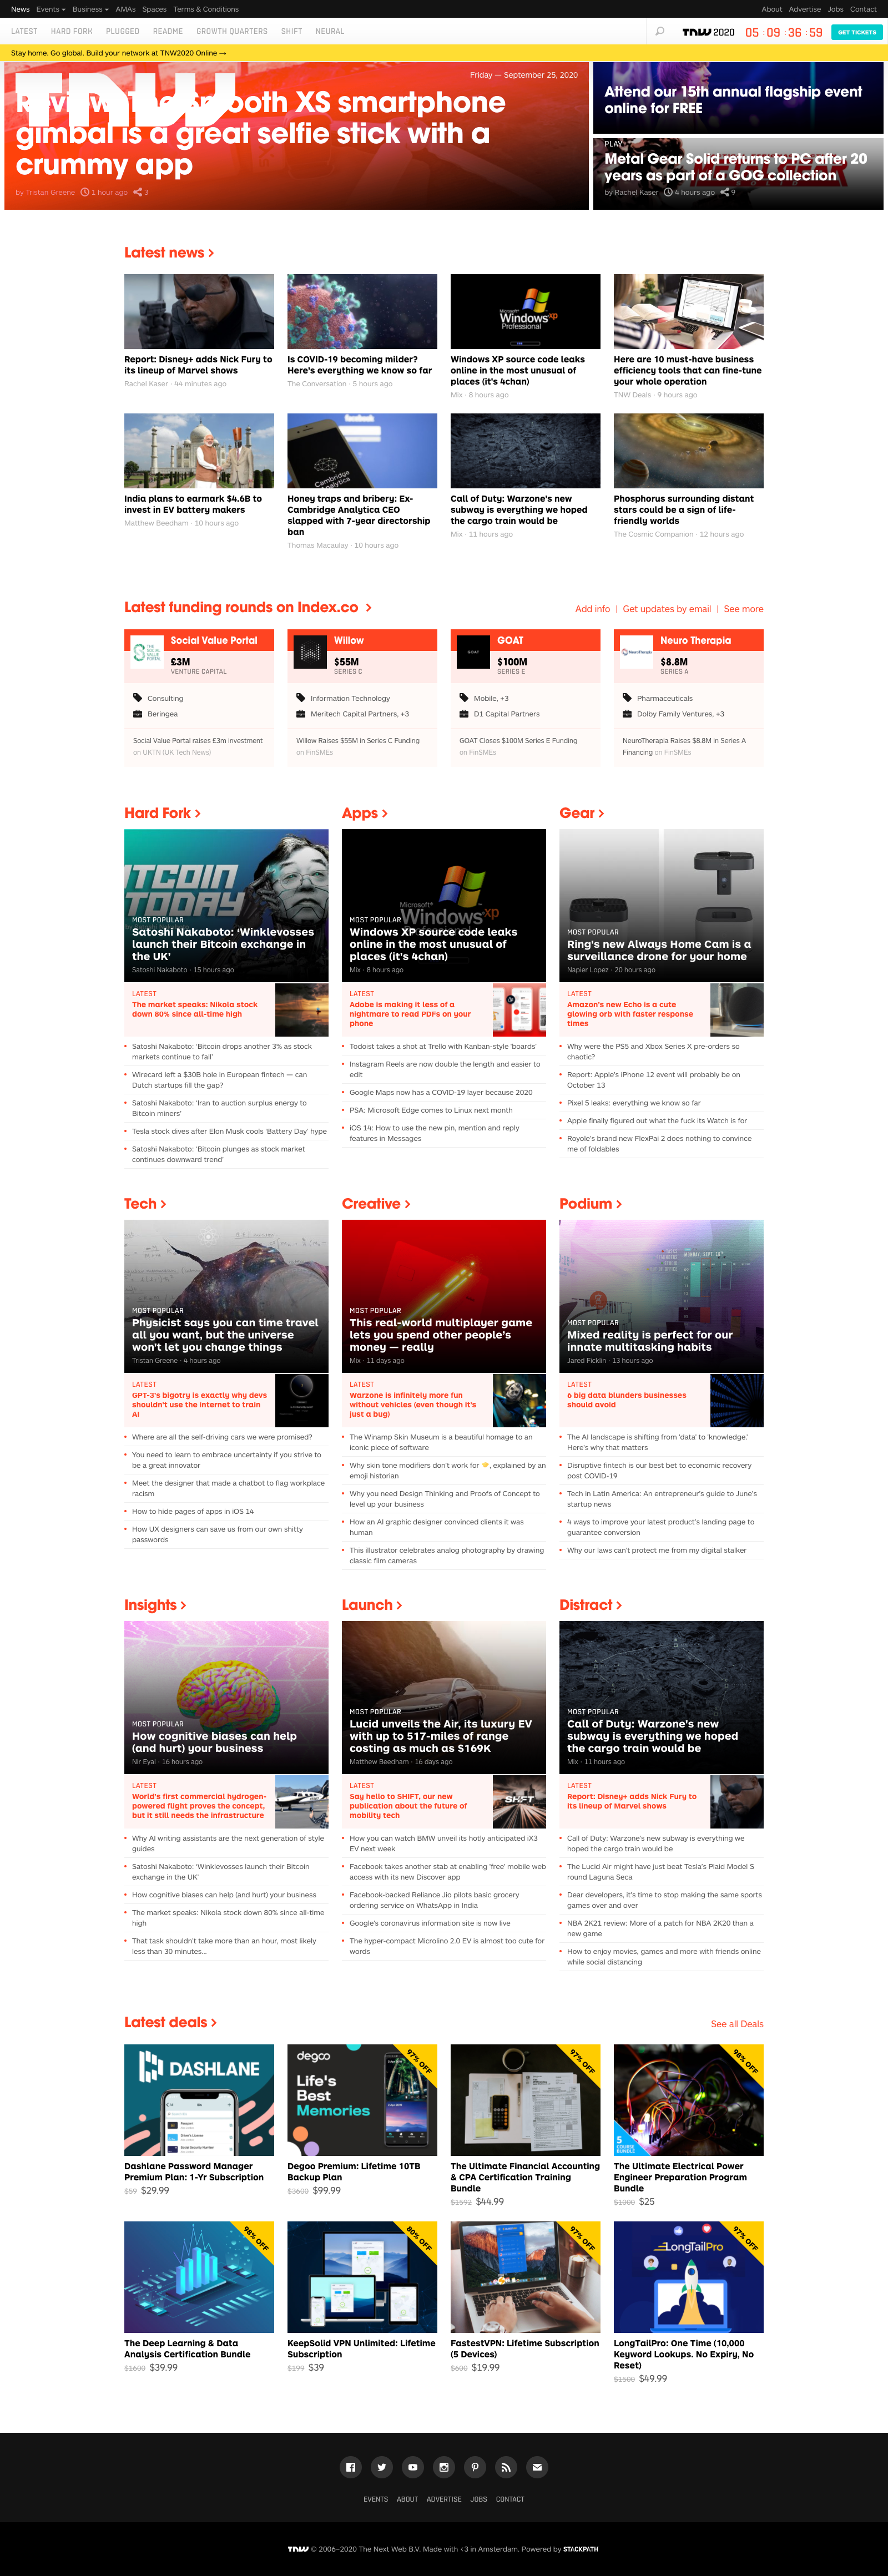 News Events Business AMAs Spaces Terms & Conditions About Advertise Jobs Contact
LATEST HARD FORK PLUGGED README GROWTH QUARTERS SHIFT NEURAL TNW 2020 05 : 09 : 36 : 59 GET TICKETS
Stay home. Go global. Build your network at TNW2020 Online →
TNW
Friday — September 25, 2020
Review: The Smooth XS smartphone
gimbal is a great selfie stick with a
crummy app
by Tristan Greene 1 hour ago 3
Attend our 15th annual flagship event
online for FREE
PLAY
Metal Gear Solid returns to PC after 20
years as part of a GOG collection
by Rachel Kaser 4 hours ago 9
Latest news
Windows xp
Professional
Report: Disney+ adds Nick Fury to
its lineup of Marvel shows
Rachel Kaser · 44 minutes ago
Is COVID-19 becoming milder?
Here's everything we know so far
The Conversation · 5 hours ago
Windows XP source code leaks
online in the most unusual of
places (it's 4chan)
Mix · 8 hours ago
Here are 10 must-have business
efficiency tools that can fine-tune
your whole operation
TNW Deals · 9 hours ago
facebook
Cambridge
Analytica
India plans to earmark $4.6B to
invest in EV battery makers
Matthew Beedham · 10 hours ago
Honey traps and bribery: Ex-
Cambridge Analytica CEO
slapped with 7-year directorship
ban
Thomas Macaulay · 10 hours ago
Call of Duty: Warzone's new
subway is everything we hoped
the cargo train would be
Mix · 11 hours ago
Phosphorus surrounding distant
stars could be a sign of life-
friendly worlds
The Cosmic Companion · 12 hours ago
Latest funding rounds on Index.co
Add info | Get updates by email | See more
THE SOCIAL VALUE PORTAL
Social Value Portal
£3M
VENTURE CAPITAL
Consulting
Beringea
Social Value Portal raises £3m investment
on UKTN (UK Tech News)
Willow
$55M
SERIES C
Information Technology
Meritech Capital Partners, +3
Willow Raises $55M in Series C Funding
on FinSMEs
GOAT
GOAT
$100M
SERIES E
Mobile, +3
D1 Capital Partners
GOAT Closes $100M Series E Funding
on FinSMEs
Neuro Therapia
$8.8M
SERIES A
Pharmaceuticals
Dolby Family Ventures, +3
NeuroTherapia Raises $8.8M in Series A
Financing on FinSMEs
Hard Fork
ITCOIN
TODAY
MOST POPULAR
Satoshi Nakaboto: ‘Winklevosses
launch their Bitcoin exchange in
the UK’
Satoshi Nakaboto · 15 hours ago
LATEST
The market speaks: Nikola stock
down 80% since all-time high
Satoshi Nakaboto: ‘Bitcoin drops another 3% as stock
markets continue to fall’
Wirecard left a $30B hole in European fintech — can
Dutch startups fill the gap?
Satoshi Nakaboto: ‘Iran to auction surplus energy to
Bitcoin miners’
Tesla stock dives after Elon Musk cools ‘Battery Day’ hype
Satoshi Nakaboto: ‘Bitcoin plunges as stock market
continues downward trend’
Apps
Microsoft
Windows xp
MOST POPULAR
Windows XP source code leaks
online in the most unusual of
places (it's 4chan)
Mix · 8 hours ago
LATEST
Adobe is making it less of a
nightmare to read PDFs on your
phone
Todoist takes a shot at Trello with Kanban-style ‘boards’
Instagram Reels are now double the length and easier to
edit
Google Maps now has a COVID-19 layer because 2020
PSA: Microsoft Edge comes to Linux next month
iOS 14: How to use the new pin, mention and reply
features in Messages
Gear
MOST POPULAR
Ring's new Always Home Cam is a
surveillance drone for your home
Napier Lopez · 20 hours ago
LATEST
Amazon's new Echo is a cute
glowing orb with faster response
times
Why were the PS5 and Xbox Series X pre-orders so
chaotic?
Report: Apple's iPhone 12 event will probably be on
October 13
Pixel 5 leaks: everything we know so far
Apple finally figured out what the fuck its Watch is for
Royole's brand new FlexPai 2 does nothing to convince
me of foldables
Tech
MOST POPULAR
Physicist says you can time travel
all you want, but the universe
won't let you change things
Tristan Greene · 4 hours ago
LATEST
GPT-3's bigotry is exactly why devs
shouldn't use the internet to train
AI
Where are all the self-driving cars we were promised?
You need to learn to embrace uncertainty if you strive to
be a great innovator
Meet the designer that made a chatbot to flag workplace
racism
How to hide pages of apps in iOS 14
How UX designers can save us from our own shitty
passwords
Creative
MOST POPULAR
This real-world multiplayer game
lets you spend other people's
money — really
Mix · 11 days ago
LATEST
Warzone is infinitely more fun
without vehicles (even though it's
just a bug)
The Winamp Skin Museum is a beautiful homage to an
iconic piece of software
Why skin tone modifiers don't work for , explained by an
emoji historian
Why you need Design Thinking and Proofs of Concept to
level up your business
How an AI graphic designer convinced clients it was
human
This illustrator celebrates analog photography by drawing
classic film cameras
Podium
MOST POPULAR
Mixed reality is perfect for our
innate multitasking habits
Jared Ficklin · 13 hours ago
LATEST
6 big data blunders businesses
should avoid
The AI landscape is shifting from ‘data’ to ‘knowledge.’
Here's why that matters
Disruptive fintech is our best bet to economic recovery
post COVID-19
Tech in Latin America: An entrepreneur's guide to June's
startup news
4 ways to improve your latest product's landing page to
guarantee conversion
Why our laws can't protect me from my digital stalker
Insights
MOST POPULAR
How cognitive biases can help
(and hurt) your business
Nir Eyal · 16 hours ago
LATEST
World's first commercial hydrogen-
powered flight proves the concept,
but it still needs the infrastructure
Why AI writing assistants are the next generation of style
guides
Satoshi Nakaboto: ‘Winklevosses launch their Bitcoin
exchange in the UK’
How cognitive biases can help (and hurt) your business
The market speaks: Nikola stock down 80% since all-time
high
That task shouldn't take more than an hour, most likely
less than 30 minutes…
Launch
MOST POPULAR
Lucid unveils the Air, its luxury EV
with up to 517-miles of range
costing as much as $169K
Matthew Beedham · 16 days ago
LATEST
Say hello to SHIFT, our new
publication about the future of
mobility tech
SHIFT
How you can watch BMW unveil its hotly anticipated iX3
EV next week
Facebook takes another stab at enabling ‘free’ mobile web
access with its new Discover app
Facebook-backed Reliance Jio pilots basic grocery
ordering service on WhatsApp in India
Google's coronavirus information site is now live
The hyper-compact Microlino 2.0 EV is almost too cute for
words
Distract
MOST POPULAR
Call of Duty: Warzone's new
subway is everything we hoped
the cargo train would be
Mix · 11 hours ago
LATEST
Report: Disney+ adds Nick Fury to
its lineup of Marvel shows
Call of Duty: Warzone's new subway is everything we
hoped the cargo train would be
The Lucid Air might have just beat Tesla's Plaid Model S
round Laguna Seca
Dear developers, it's time to stop making the same sports
games over and over
NBA 2K21 review: More of a patch for NBA 2K20 than a
new game
How to enjoy movies, games and more with friends online
while social distancing
Latest deals
See all Deals
DASHLANE
Dashlane Password Manager
Premium Plan: 1-Yr Subscription
$59 $29.99
degoo
Life's
Best
Memories
97% OFF
Degoo Premium: Lifetime 10TB
Backup Plan
$3600 $99.99
97% OFF
The Ultimate Financial Accounting
& CPA Certification Training
Bundle
$1592 $44.99
98% OFF
5
COURSE
BUNDLE
The Ultimate Electrical Power
Engineer Preparation Program
Bundle
$1000 $25
98% OFF
The Deep Learning & Data
Analysis Certification Bundle
$1600 $39.99
80% OFF
KeepSolid VPN Unlimited: Lifetime
Subscription
$199 $39
97% OFF
FastestVPN: Lifetime Subscription
(5 Devices)
$600 $19.99
LongTailPro
97% OFF
LongTailPro: One Time (10,000
Keyword Lookups. No Expiry, No
Reset)
$1500 $49.99
EVENTS ABOUT ADVERTISE JOBS CONTACT
TNW © 2006–2020 The Next Web B.V. Made with <3 in Amsterdam. Powered by STACKPATH